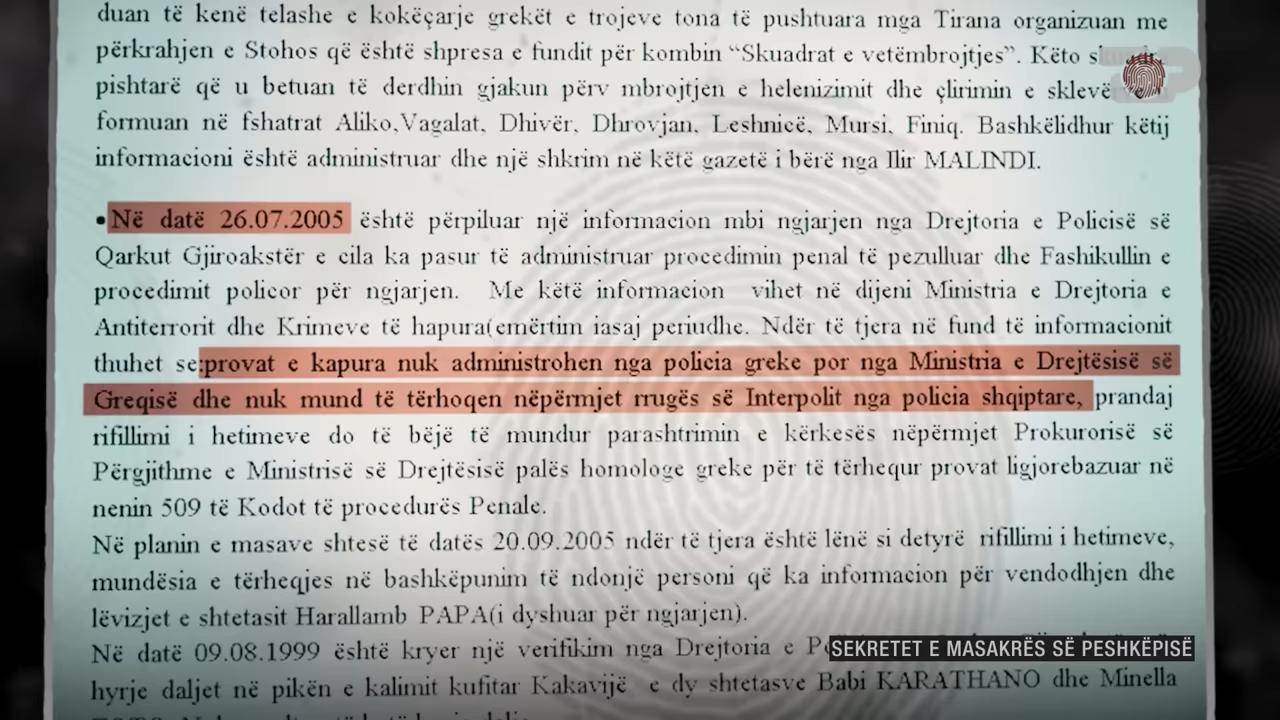 duan të kenë telashe e kokëçarje grekët e trojeve tona të pushtuara mga Tirana organizuan me
përkrahjen e Stohos që është shpresa e fundit për kombin “Skuadrat e vetëmbrojtjes”. Këto
pishtarë që u betuan të derdhin gjakun përv mbrojtjen e helenizimit dhe çlirimin e
formuan në fshatrat Aliko,Vagalat, Dhivër, Dhrovjan, Leshnicë, Mursi, Finiq. Bashkëlidhur këtij
informacioni është administruar dhe një shkrim në këtë gazetë i bërë nga Ilir MALINDI.
•Në datë 26.07.2005 është përpiluar një informacion mbi ngjarjen nga Drejtoria e Policisë së
Qarkut Gjiroakstër e cila ka pasur të administruar procedimin penal të pezulluar dhe Fashikullin e
procedimit policor për ngjarjen. Me këtë informacion vihet në dijeni Ministria e Drejtoria e
Antiterrorit dhe Krimeve të hapura(emërtim iasaj periudhe. Ndër të tjera në fund të informacionit
thuhet se:provat e kapura nuk administrohen nga policia greke por nga Ministria e Drejtësisë së
Greqisë dhe nuk mund të tërhoqen nëpërmjet rrugës së Interpolit nga policia shqiptare, prandaj
rifillimi i hetimeve do të bëjë të mundur parashtrimin e kërkesës nëpërmjet Prokurorisë së
Përgjithme e Ministrisë së Drejtësisë palës homologe greke për të tërhequr provat ligjorebazuar në
nenin 509 të Kodot të procedurës Penale.
Në planin e masave shtesë të datës 20.09.2005 ndër të tjera është lënë si detyrë rifillimi i hetimeve,
mundësia e tërheqjes në bashkëpunim të ndonjë personi që ka informacion për vendodhjen dhe
lëvizjet e shtetasit Harallamb PAPA(i dyshuar për ngjarjen).
Në datë 09.08.1999 është kryer një verifikim nga Drejtoria e
SEKRETET E MASAKRËS SË PESHKËPISË
hyrje daljet në pikën e kalimit kufitar Kakavijë e dy shtetasve Babi KARATHANO dhe Minella